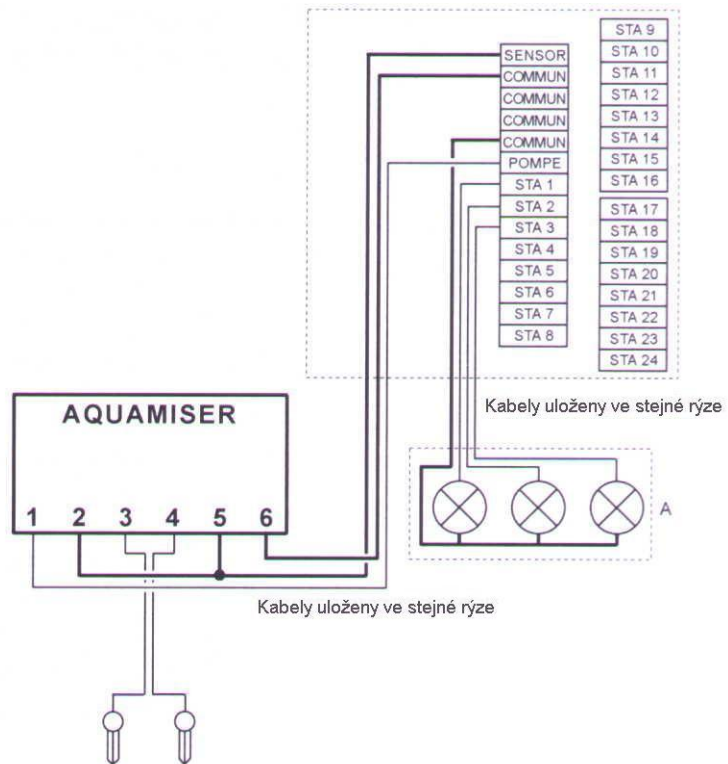 SENSOR
COMMUN
COMMUN
COMMUN
COMMUN
POMPE
STA 1
STA 2
STA 3
STA 4
STA 5
STA 6
STA 7
STA 8
STA 9
STA 10
STA 11
STA 12
STA 13
STA 14
STA 15
STA 16
STA 17
STA 18
STA 19
STA 20
STA 21
STA 22
STA 23
STA 24
Kabely uloženy ve stejné rýze
A
AQUAMISER
1 2 3 4 5 6
Kabely uloženy ve stejné rýze